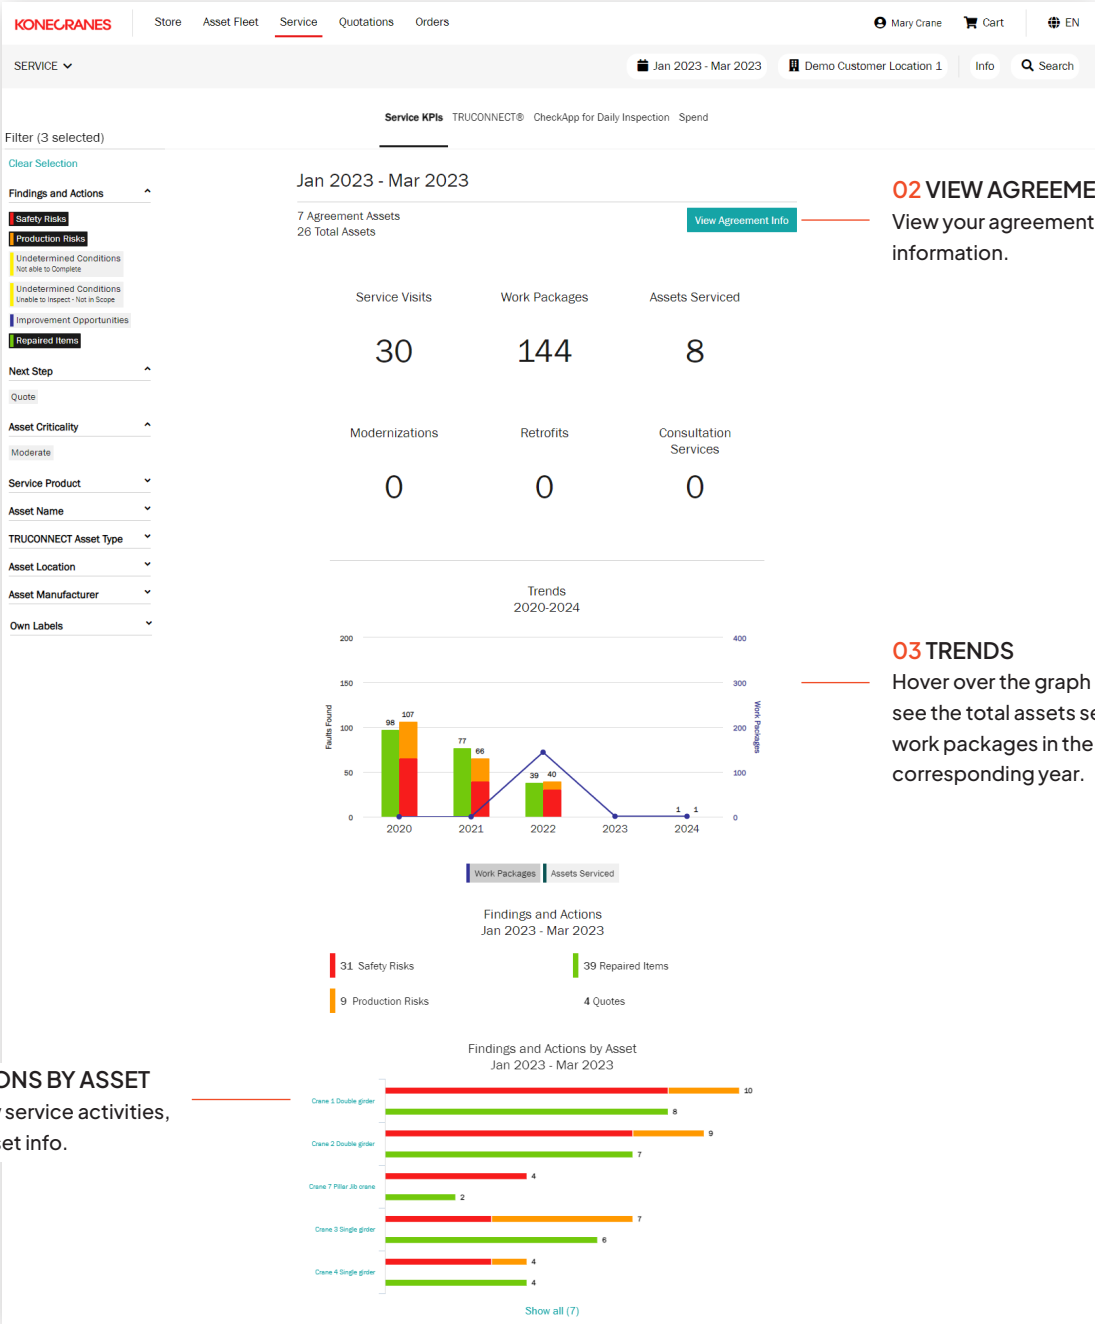 KONECRANES
Store Asset Fleet Service Quotations Orders
Mary Crane Cart EN
SERVICE
Jan 2023 - Mar 2023 Demo Customer Location 1 Info Search
Service KPIs TRUCONNECT® CheckApp for Daily Inspection Spend
Filter (3 selected)
Clear Selection
Findings and Actions
Safety Risks
Production Risks
Undetermined Conditions
Not able to Complete
Undetermined Conditions
Unable to Inspect - Not in Scope
Improvement Opportunities
Repaired Items
Next Step
Quote
Asset Criticality
Moderate
Service Product
Asset Name
TRUCONNECT Asset Type
Asset Location
Asset Manufacturer
Own Labels
Jan 2023 - Mar 2023
7 Agreement Assets
26 Total Assets
View Agreement Info
02 VIEW AGREEME
View your agreement
information.
Service Visits Work Packages Assets Serviced
30 144 8
Modernizations Retrofits Consultation
Services
0 0 0
Trends
2020-2024
200 400
150 300
100 200
50 100
0 0
Faults Found
Work Packages
98 107
77 66
39 40
1 1
2020 2021 2022 2023 2024
Work Packages Assets Serviced
03 TRENDS
Hover over the graph
see the total assets se
work packages in the
corresponding year.
Findings and Actions
Jan 2023 - Mar 2023
31 Safety Risks 39 Repaired Items
9 Production Risks 4 Quotes
Findings and Actions by Asset
Jan 2023 - Mar 2023
ONS BY ASSET
service activities,
set info.
Crane 1 Double girder 10
8
Crane 2 Double girder 9
7
Crane 7 Pillar Jib crane 4
2
Crane 3 Single girder 7
6
Crane 4 Single girder 4
4
Show all (7)